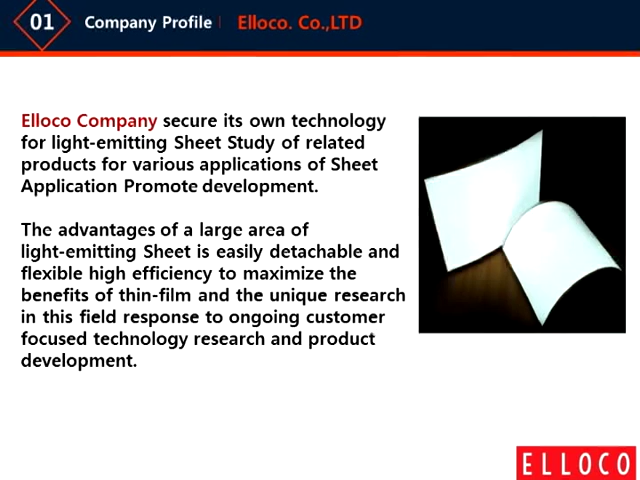 01 Company Profile | Elloco. Co.,LTD
Elloco Company secure its own technology
for light-emitting Sheet Study of related
products for various applications of Sheet
Application Promote development.
The advantages of a large area of
light-emitting Sheet is easily detachable and
flexible high efficiency to maximize the
benefits of thin-film and the unique research
in this field response to ongoing customer
focused technology research and product
development.
ELLOCO